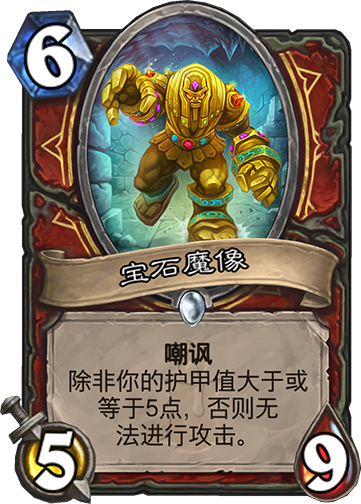 6
宝石魔像
嘲讽
除非你的护甲值大于或
等于5点，否则无
法进行攻击。
5
9